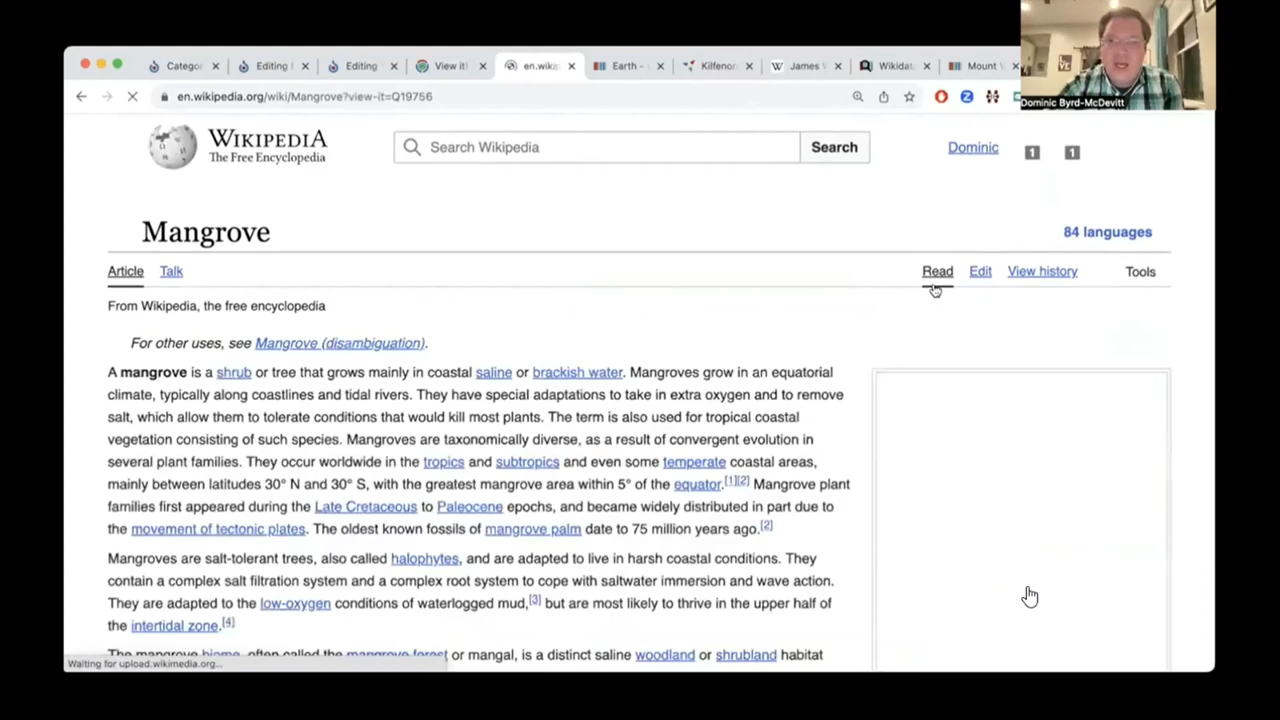 Categor
Editing
Editing
View it!
en.wikip
Earth -
Kilfenor
James W
Wikidat
Mount V
en.wikipedia.org/wiki/Mangrove?view-it=Q19756
Dominic Byrd-McDevitt
WIKIPEDIA
The Free Encyclopedia
Search Wikipedia
Search
Dominic
1
1
Mangrove
84 languages
Article
Talk
Read
Edit
View history
Tools
From Wikipedia, the free encyclopedia
For other uses, see Mangrove (disambiguation).
A mangrove is a shrub or tree that grows mainly in coastal saline or brackish water. Mangroves grow in an equatorial
climate, typically along coastlines and tidal rivers. They have special adaptations to take in extra oxygen and to remove
salt, which allow them to tolerate conditions that would kill most plants. The term is also used for tropical coastal
vegetation consisting of such species. Mangroves are taxonomically diverse, as a result of convergent evolution in
several plant families. They occur worldwide in the tropics and subtropics and even some temperate coastal areas,
mainly between latitudes 30° N and 30° S, with the greatest mangrove area within 5° of the equator.[1][2] Mangrove plant
families first appeared during the Late Cretaceous to Paleocene epochs, and became widely distributed in part due to
the movement of tectonic plates. The oldest known fossils of mangrove palm date to 75 million years ago.[2]
Mangroves are salt-tolerant trees, also called halophytes, and are adapted to live in harsh coastal conditions. They
contain a complex salt filtration system and a complex root system to cope with saltwater immersion and wave action.
They are adapted to the low-oxygen conditions of waterlogged mud,[3] but are most likely to thrive in the upper half of
the intertidal zone.[4]
The mangrove biome, often called the mangrove forest or mangal, is a distinct saline woodland or shrubland habitat
Waiting for upload.wikimedia.org...